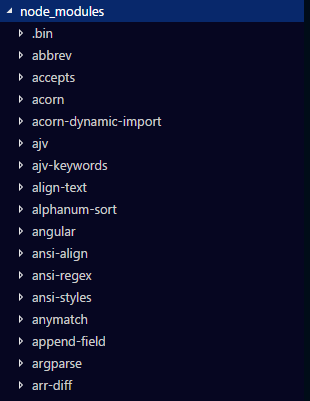 node_modules
.bin
abbrev
accepts
acorn
acorn-dynamic-import
ajv
ajv-keywords
align-text
alphanum-sort
angular
ansi-align
ansi-regex
ansi-styles
anymatch
append-field
argparse
arr-diff